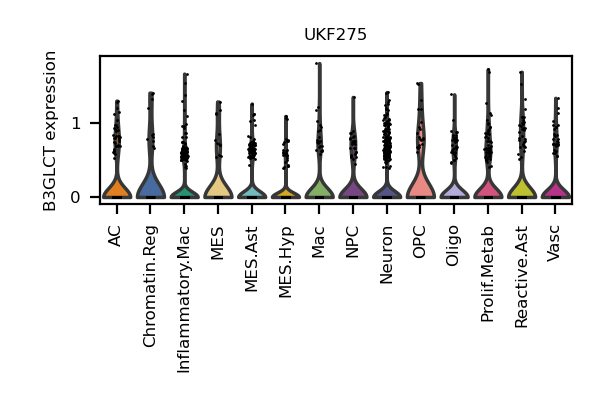 UKF275
B3GLCT expression
1
0
AC
Chromatin.Reg
Inflammatory.Mac
MES
MES.Ast
MES.Hyp
Mac
NPC
Neuron
OPC
Oligo
Prolif.Metab
Reactive.Ast
Vasc